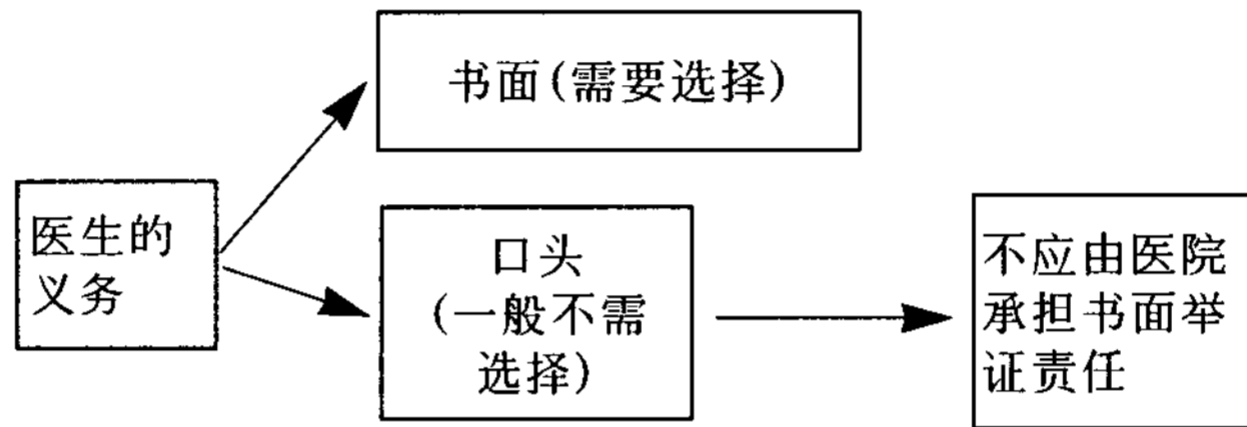 书面(需要选择)
医生的
义务
口头
(一般不需
选择)
不应由医院
承担书面举
证责任